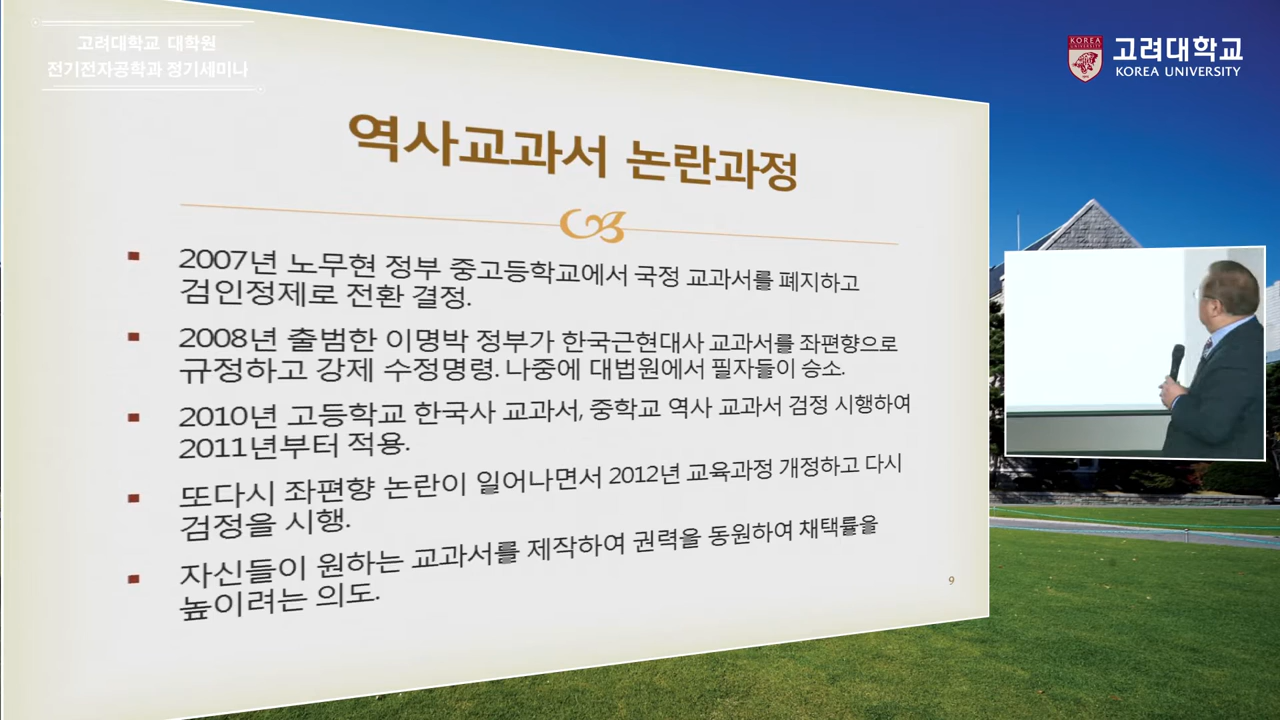 고려대학교 대학원
전기전자공학과 정기세미나
KOREA
고려대학교
KOREA UNIVERSITY
역사교과서 논란과정
2007년 노무현 정부 중고등학교에서 국정 교과서를 폐지하고
검인정제로 전환 결정.
2008년 출범한 이명박 정부가 한국근현대사 교과서를 좌편향으로
규정하고 강제 수정명령. 나중에 대법원에서 필자들이 승소.
2010년 고등학교 한국사 교과서, 중학교 역사 교과서 검정 시행하여
2011년부터 적용.
또다시 좌편향 논란이 일어나면서 2012년 교육과정 개정하고 다시
검정을 시행.
자신들이 원하는 교과서를 제작하여 권력을 동원하여 채택률을
높이려는 의도.
9